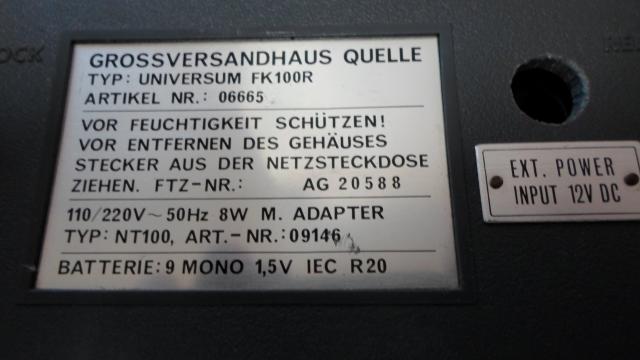 OCK
GROSSVERSANDHAUS QUELLE
TYP: UNIVERSUM FK100R
ARTIKEL NR.: 06665
VOR FEUCHTIGKEIT SCHÜTZEN!
VOR ENTFERNEN DES GEHÄUSES
STECKER AUS DER NETZSTECKDOSE
ZIEHEN. FTZ-NR.: AG 20588
110/220V~50Hz 8W M. ADAPTER
TYP: NT100, ART.-NR.:09146
BATTERIE: 9 MONO 1,5V IEC R20
EXT. POWER
INPUT 12V DC